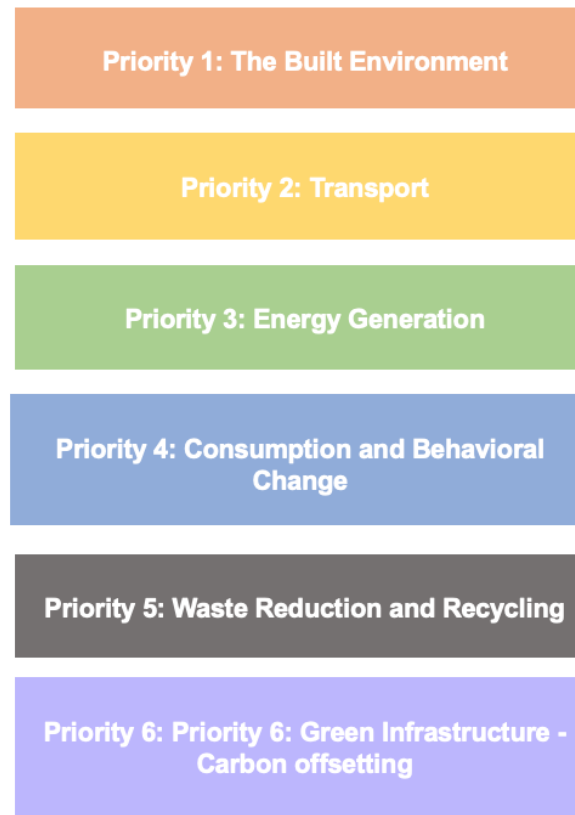 Priority 1: The Built Environment
Priority 2: Transport
Priority 3: Energy Generation
Priority 4: Consumption and Behavioral
Change
Priority 5: Waste Reduction and Recycling
Priority 6: Priority 6: Green Infrastructure -
Carbon offsetting